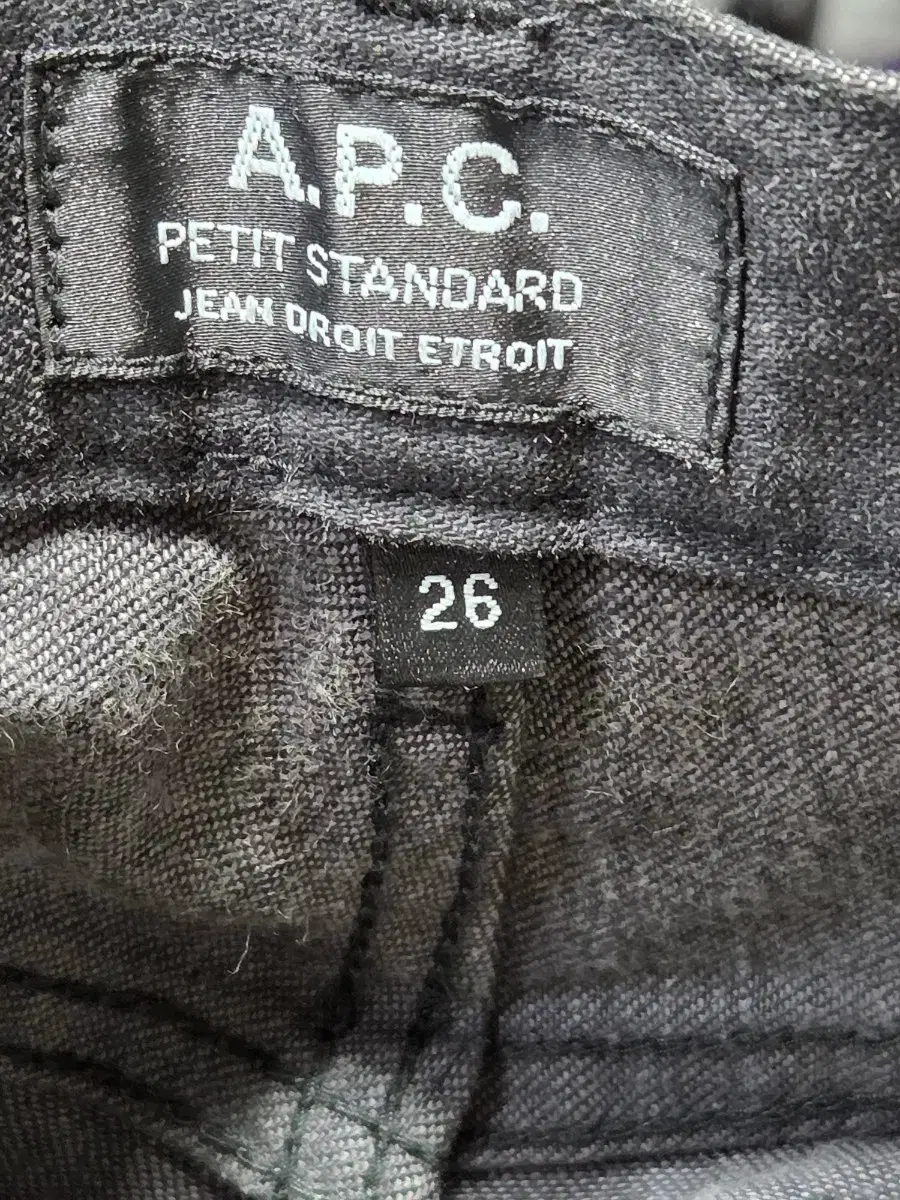 A.P.C.
PETIT STANDARD
JEAN DROIT ETROIT
26